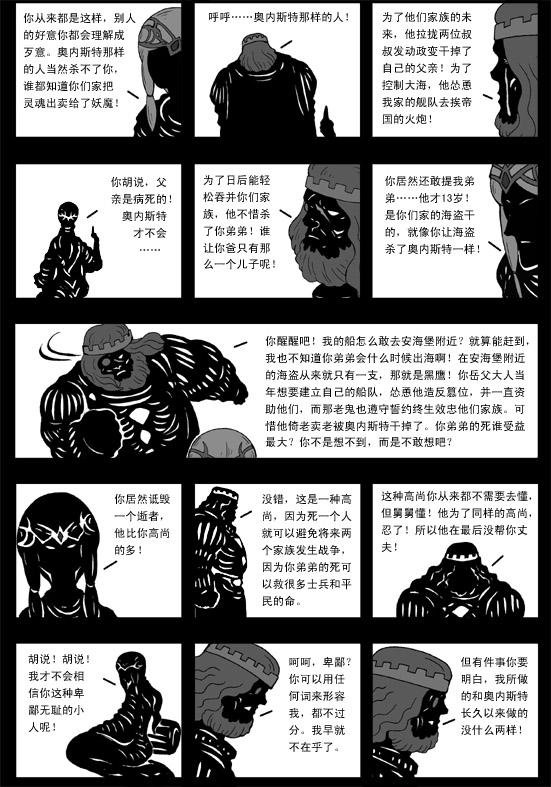 你从来都是这样，别人
的好意你都会理解成
歹意。奥内斯特那样
的人当然杀不了你，
谁都知道你们家把
灵魂出卖给了妖魔！
呼呼……奥内斯特那样的人！
为了他们家族的未
来，他拉拢两位叔
叔发动政变干掉了
自己的父亲！为了
控制大海，他怂恿
我家的舰队去挨帝
国的火炮！
你胡说，父
亲是病死的！
奥内斯特
才不会
……
为了日后能轻
松吞并你们家
族，他不惜杀
了你弟弟！谁
让你爸只有那
么一个儿子呢！
你居然还敢提我弟
弟……他才13岁！
是你们家的海盗干
的，就像你让海盗
杀了奥内斯特一样！
你醒醒吧！我的船怎么敢去安海堡附近？就算能赶到，
我也不知道你弟弟会什么时候出海啊！在安海堡附近
的海盗从来就只有一支，那就是黑鹰！你岳父大人当
年想要建立自己的船队，怂恿他造反篡位，并一直资
助他们，而那老鬼也遵守誓约终生效忠他们家族。可
惜他倚老卖老被奥内斯特干掉了。你弟弟的死谁受益
最大？你不是想不到，而是不敢想吧？
你居然诋毁
一个逝者，
他比你高尚
的多！
没错，这是一种高
尚，因为死一个人
就可以避免将来两
个家族发生战争，
因为你弟弟的死可
以救很多士兵和平
民的命。
这种高尚你从来都不需要去懂，
但舅舅懂！他为了同样的高尚，
忍了！所以他在最后没帮你丈
夫！
胡说！胡说！
我才不会相
信你这种卑
鄙无耻的小
人呢！
呵呵，卑鄙？
你可以用任
何词来形容
我，都不过
分。我早就
不在乎了。
但有件事你要
明白，我所做
的和奥内斯特
长久以来做的
没什么两样！